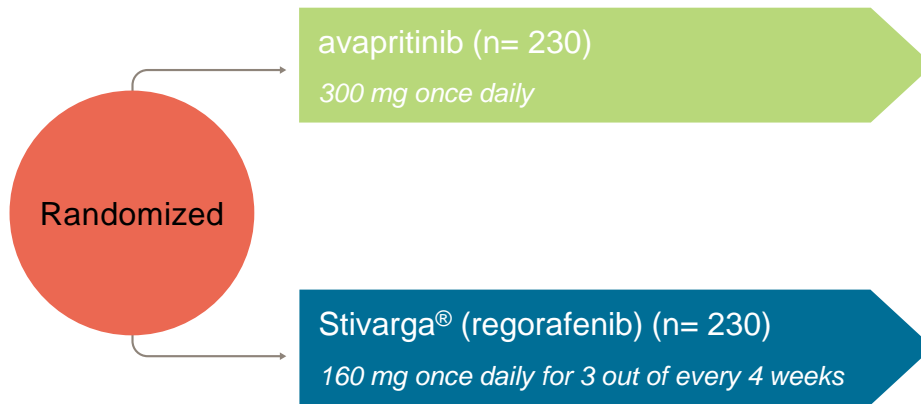 avapritinib (n= 230)
300 mg once daily
Randomized
Stivarga® (regorafenib) (n= 230)
160 mg once daily for 3 out of every 4 weeks